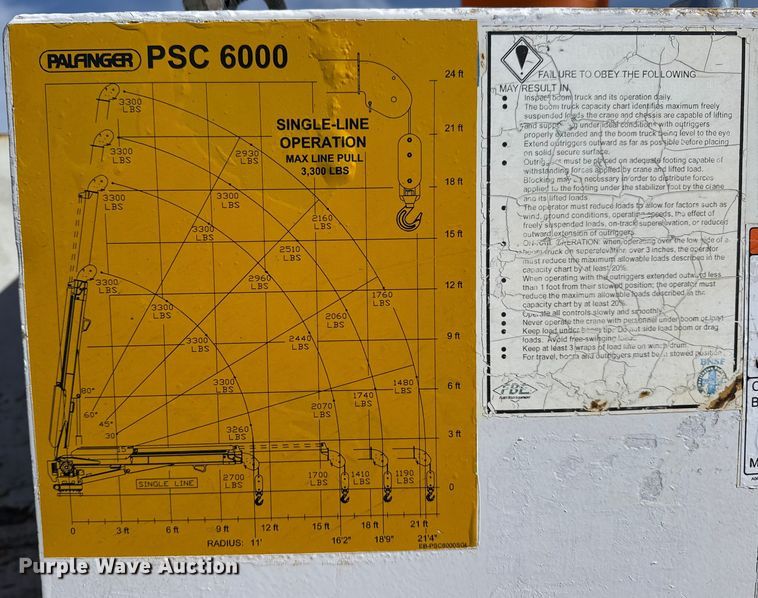 PALFINGER PSC 6000
24 ft
21 ft
18 ft
15 ft
12 ft
9 ft
6 ft
3 ft
0
SINGLE-LINE
OPERATION
MAX LINE PULL
3,300 LBS
3300
LBS
3300
LBS
3300
LBS
3300
LBS
2930
LBS
3300
LBS
2160
LBS
3300
LBS
2510
LBS
2960
LBS
1760
LBS
3300
LBS
2060
LBS
3300
LBS
2440
LBS
3300
LBS
1480
LBS
1740
LBS
2070
LBS
3260
LBS
80°
60°
45°
30°
15°
2700
LBS
1700
LBS
1410
LBS
1190
LBS
SINGLE LINE
0 3 ft 6 ft 9 ft 12 ft 15 ft 18 ft 21 ft
RADIUS: 11' 16'2" 18'9" 21'4"
EB-PSC6000SGL
FAILURE TO OBEY THE FOLLOWING
MAY RESULT IN
Inspect boom truck and its operation daily.
The boom truck capacity chart identifies maximum freely
suspended loads the crane and chassis are capable of lifting
and supporting under ideal conditions with outriggers
properly extended and the boom truck being level to the eye
on solid, secure surface.
Extend outriggers outward as far as possible before placing
Outriggers must be placed on adequate footing capable of
withstanding forces applied by crane and lifted load.
Blocking may be necessary in order to distribute forces
applied to the footing under the stabilizer foot by the crane
and its lifted loads.
The operator must reduce loads to allow for factors such as
wind, ground conditions, operating speeds, the effect of
freely suspended loads, on-track superelevation, or reduced
outward extension of outriggers.
OPERATION: when operating over the low side of a
boom truck on superelevation over 3 inches, the operator
must reduce the maximum allowable loads described in the
capacity chart by at least 20%.
When operating with the outriggers extended outward less
than 1 foot from their stowed position; the operator must
reduce the maximum allowable loads described in the
capacity chart by at least 20%.
Operate all controls slowly and smoothly.
Never operate the crane with personnel under boom or load
Keep load under boom tip. Do not side load boom or drag
loads. Avoid free-swinging loads.
Keep at least 3 wraps of load line on winch drum.
For travel, boom and outriggers must be in stowed position
BNSF
Purple Wave Auction